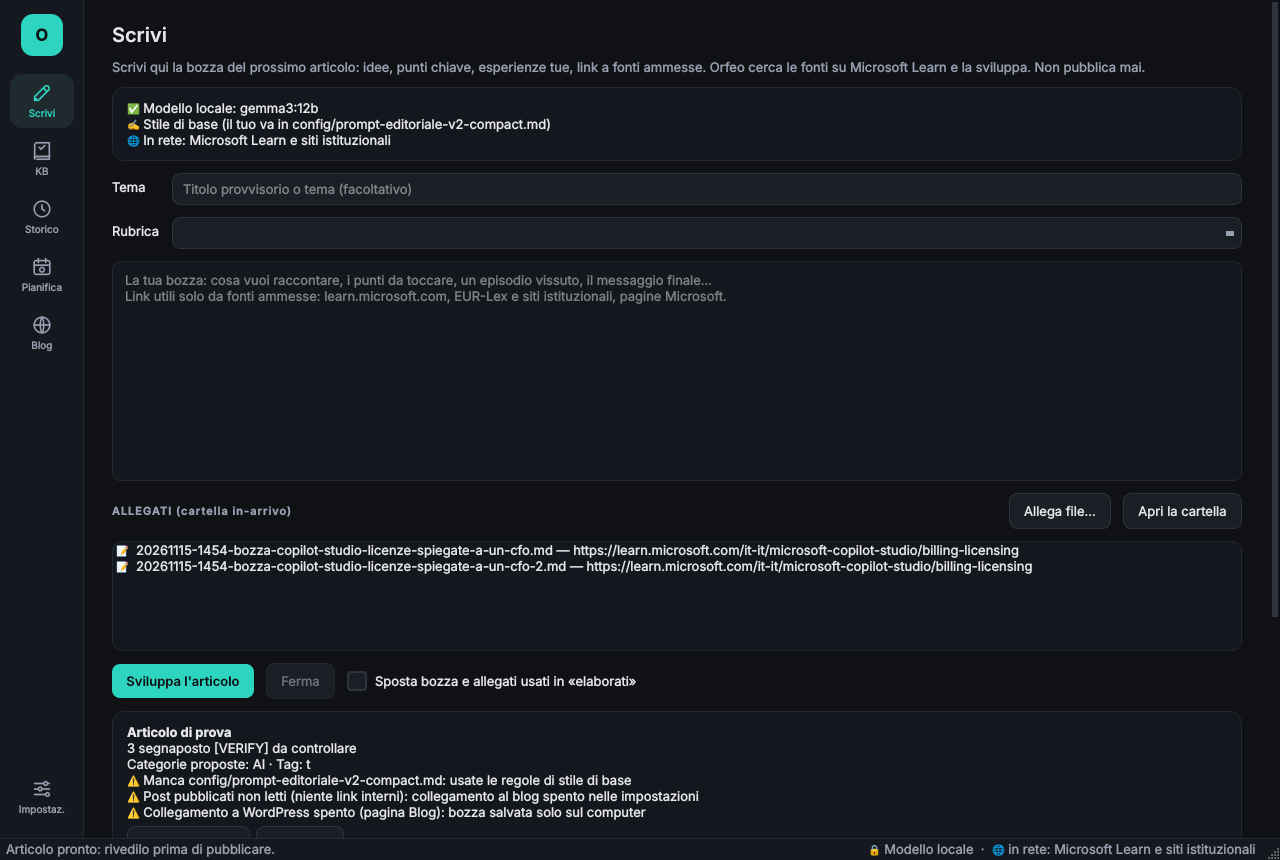 O
Scrivi
KB
Storico
Pianifica
Blog
Impostaz.
Scrivi
Scrivi qui la bozza del prossimo articolo: idee, punti chiave, esperienze tue, link a fonti ammesse. Orfeo cerca le fonti su Microsoft Learn e la sviluppa. Non pubblica mai.
✅ Modello locale: gemma3:12b
✍️ Stile di base (il tuo va in config/prompt-editoriale-v2-compact.md)
🌐 In rete: Microsoft Learn e siti istituzionali
Tema
Titolo provvisorio o tema (facoltativo)
Rubrica
La tua bozza: cosa vuoi raccontare, i punti da toccare, un episodio vissuto, il messaggio finale...
Link utili solo da fonti ammesse: learn.microsoft.com, EUR-Lex e siti istituzionali, pagine Microsoft.
ALLEGATI (cartella in-arrivo)
Allega file...
Apri la cartella
📝 20261115-1454-bozza-copilot-studio-licenze-spiegate-a-un-cfo.md — https://learn.microsoft.com/it-it/microsoft-copilot-studio/billing-licensing
📝 20261115-1454-bozza-copilot-studio-licenze-spiegate-a-un-cfo-2.md — https://learn.microsoft.com/it-it/microsoft-copilot-studio/billing-licensing
Sviluppa l'articolo
Ferma
Sposta bozza e allegati usati in «elaborati»
Articolo di prova
3 segnaposto [VERIFY] da controllare
Categorie proposte: AI · Tag: t
⚠️ Manca config/prompt-editoriale-v2-compact.md: usate le regole di stile di base
⚠️ Post pubblicati non letti (niente link interni): collegamento al blog spento nelle impostazioni
⚠️ Collegamento a WordPress spento (pagina Blog): bozza salvata solo sul computer
Articolo pronto: rivedilo prima di pubblicare.
🔒 Modello locale · 🌐 in rete: Microsoft Learn e siti istituzionali